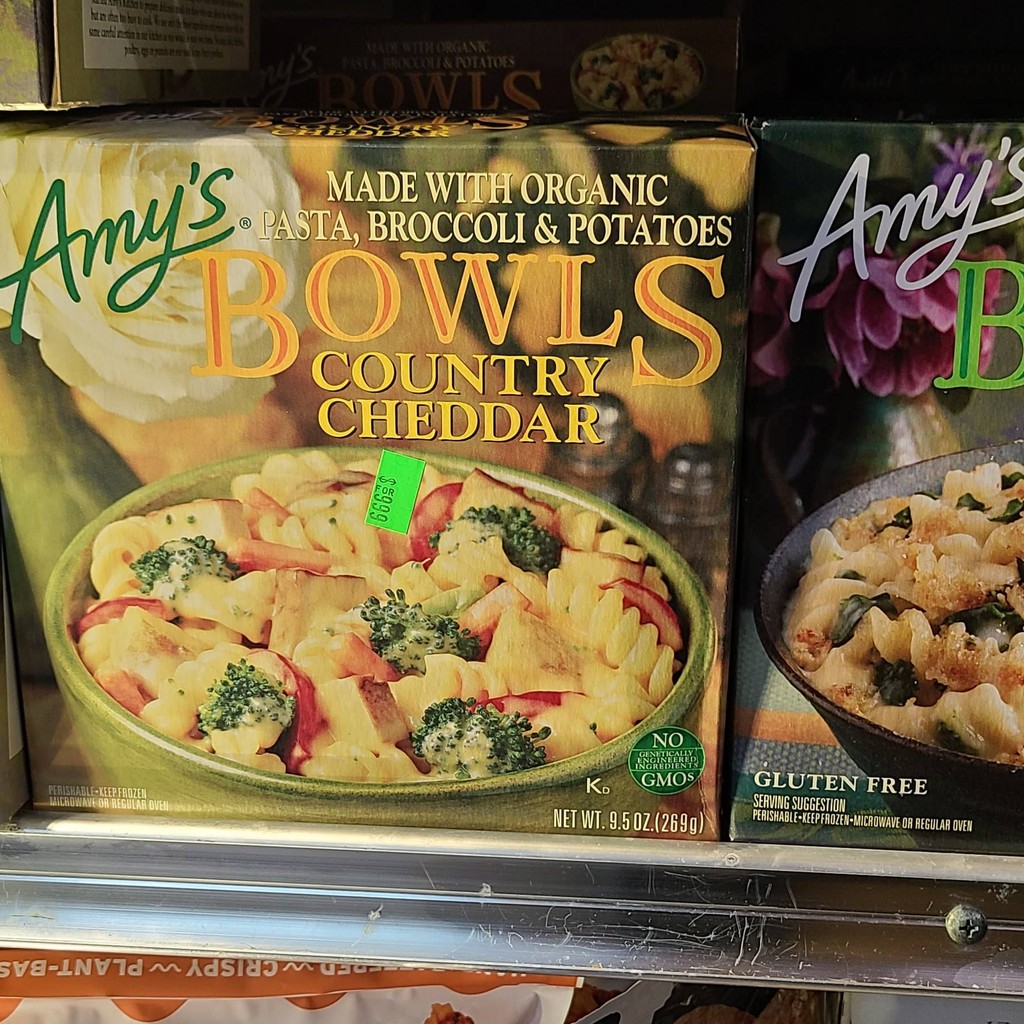 MADE WITH ORGANIC
PASTA, BROCCOLI & POTATOES
BOWLS
Amy's®
MADE WITH ORGANIC
PASTA, BROCCOLI & POTATOES
BOWLS
COUNTRY
CHEDDAR
NO
GENETICALLY
ENGINEERED
INGREDIENTS
GMOs
KD
PERISHABLE•KEEP FROZEN
MICROWAVE OR REGULAR OVEN
NET WT. 9.5 OZ.(269g)
Amy's
B
GLUTEN FREE
SERVING SUGGESTION
PERISHABLE•KEEP FROZEN•MICROWAVE OR REGULAR OVEN
CRISPY PLANT-BAS